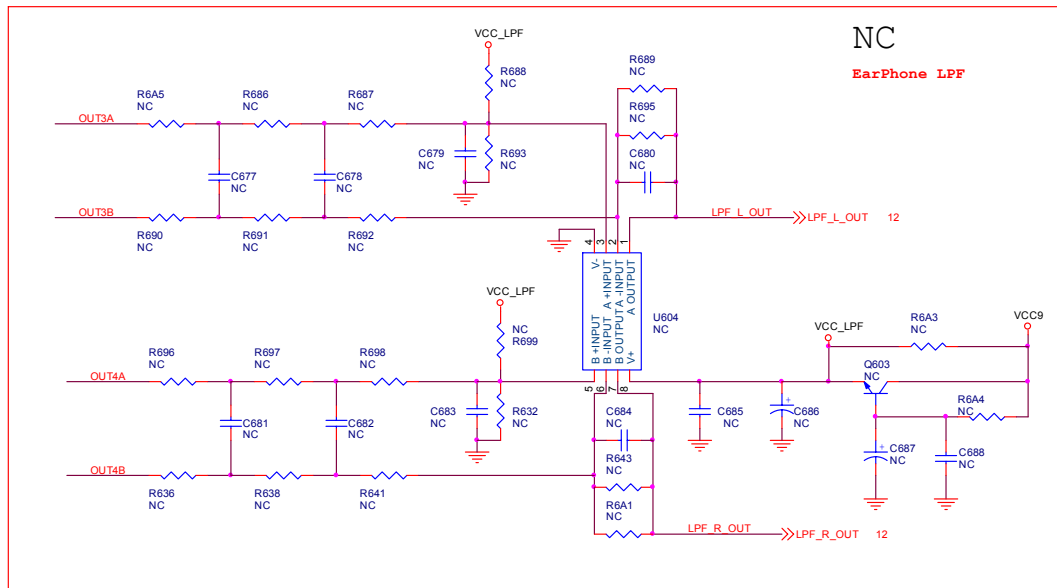 NC
EarPhone LPF
VCC_LPF
R688
NC
R689
NC
R6A5
NC
R686
NC
R687
NC
R695
NC
OUT3A
C679
NC
R693
NC
C680
NC
C677
NC
C678
NC
OUT3B
LPF_L_OUT
LPF_L_OUT 12
R690
NC
R691
NC
R692
NC
4
3
2
1
V-
A +INPUT
A -INPUT
A OUTPUT
U604
NC
B +INPUT
B -INPUT
B OUTPUT
V+
5
6
7
8
VCC_LPF
NC
R699
VCC_LPF
R6A3
NC
VCC9
R696
NC
R697
NC
R698
NC
Q603
NC
OUT4A
R6A4
NC
C683
NC
R632
NC
C684
NC
C685
NC
C686
NC
C681
NC
C682
NC
R643
NC
C687
NC
C688
NC
OUT4B
R636
NC
R638
NC
R641
NC
R6A1
NC
LPF_R_OUT
LPF_R_OUT 12
+
+